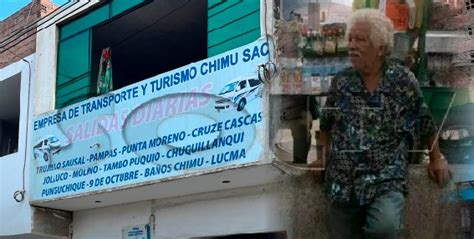 EMPRESA DE TRANSPORTE Y TURISMO CHIMU SAC
SALIDAS DIARIAS
TRUJILLO SAUSAL - PAMPAS - PUNTA MORENO - CRUZE CASCAS
JOLLUCO - MOLINO - TAMBO PUQUIO - CHUQUILLANQUI
PUNGUCHIQUE - 9 DE OCTUBRE - BAÑOS CHIMU - LUCMA